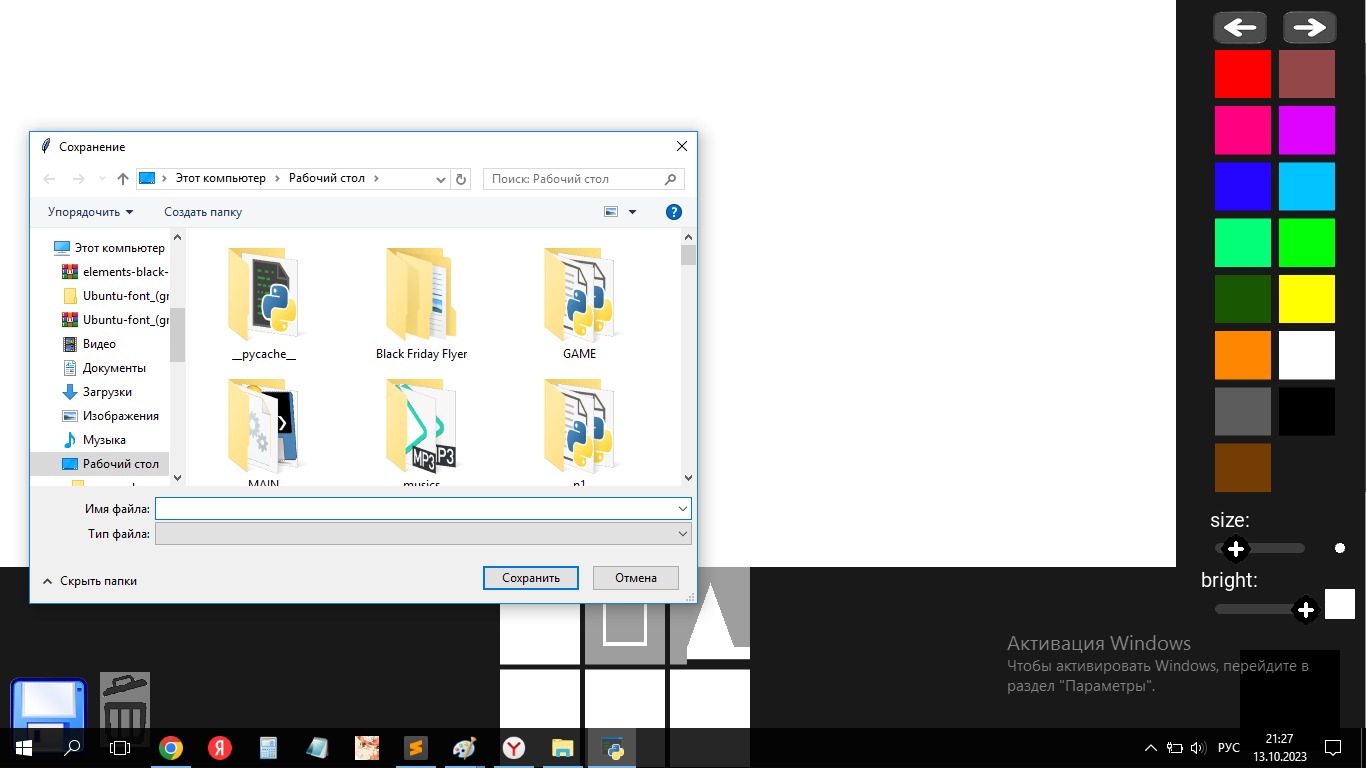 Сохранение
Этот компьютер
Рабочий стол
Поиск: Рабочий стол
Упорядочить
Создать папку
?
Этот компьютер
elements-black-
Ubuntu-font_(gr
Ubuntu-font_(gr
Видео
Документы
Загрузки
Изображения
Музыка
Рабочий стол
__pycache__
Black Friday Flyer
GAME
MP3
P3
MAIN
musics
n1
Имя файла:
Тип файла:
Скрыть папки
Сохранить
Отмена
size:
bright:
Активация Windows
Чтобы активировать Windows, перейдите в
раздел "Параметры".
РУС
21:27
13.10.2023